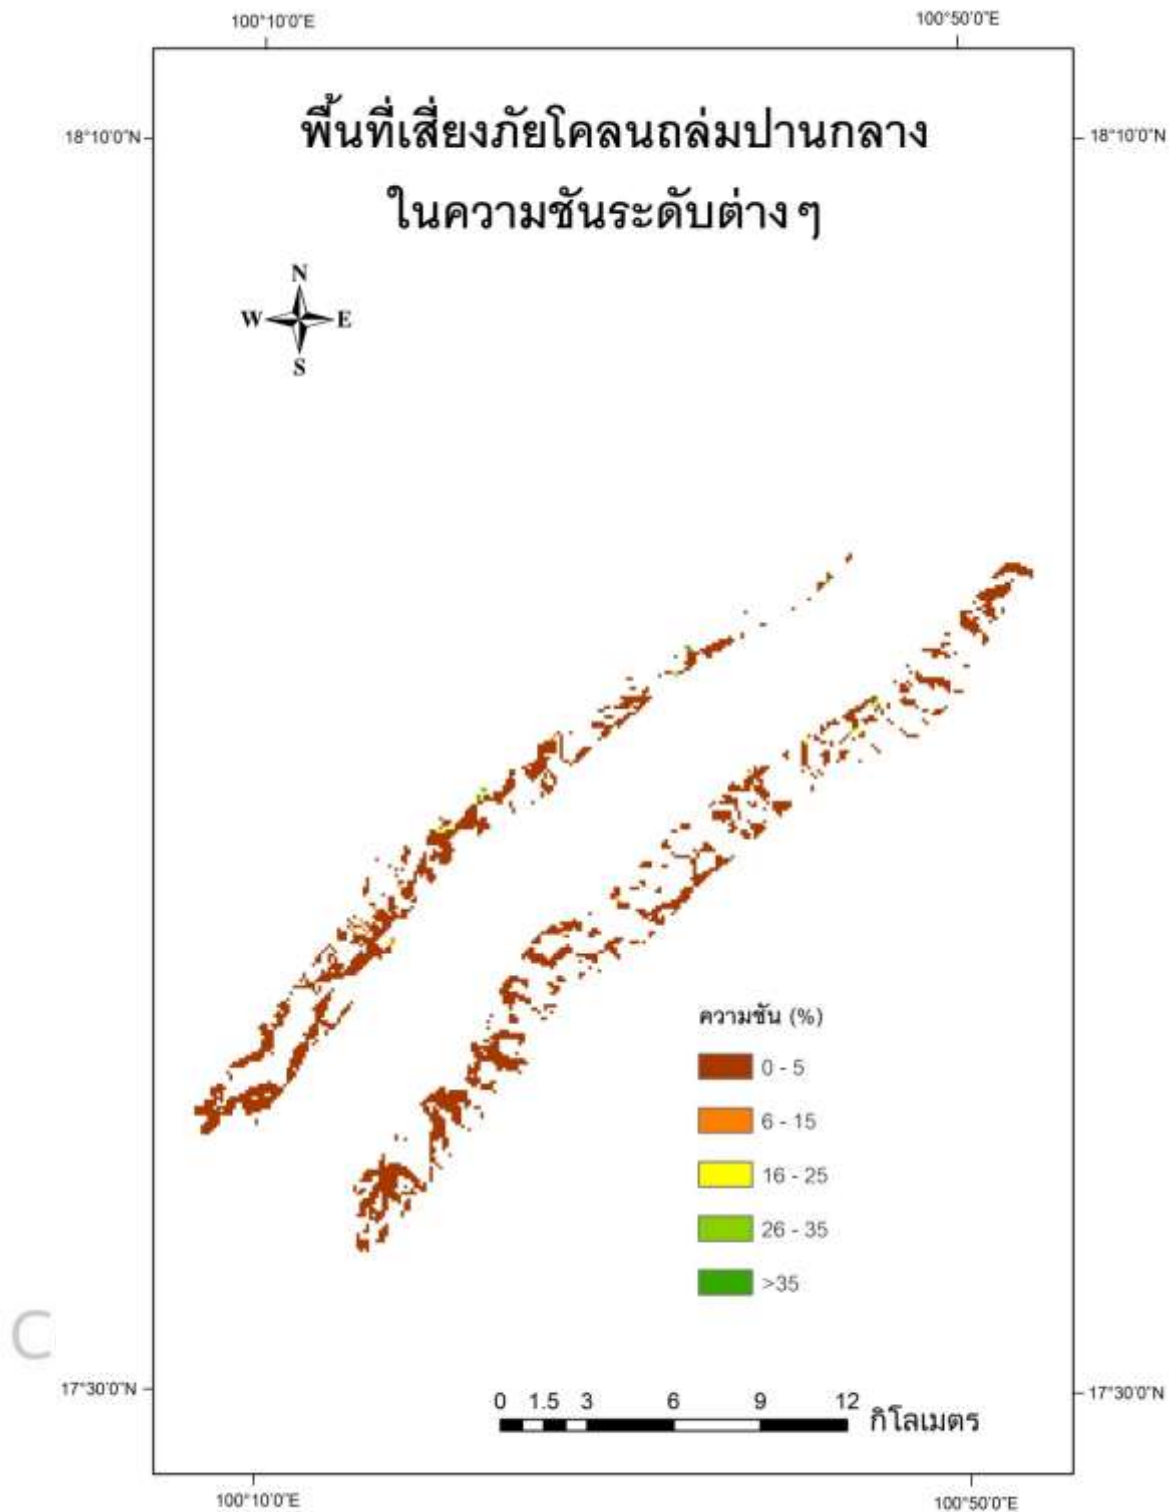 100°10'0"E
100°50'0"E
18°10'0"N
18°10'0"N
พื้นที่เสี่ยงภัยโคลนถล่มปานกลาง
ในความชันระดับต่างๆ
N
W
E
S
ความชัน (%)
0 - 5
6 - 15
16 - 25
26 - 35
>35
C
17°30'0"N
17°30'0"N
0 1.5 3 6 9 12
กิโลเมตร
100°10'0"E
100°50'0"E